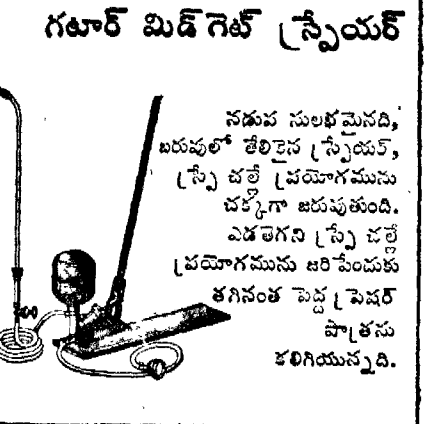 గటార్ మిడ్ గెట్ స్ప్రేయర్
నడుప సులభమైనది,
బరువులో తేలికైన స్ప్రేయర్,
స్ప్రే చల్లే ప్రయోగమును
చక్కగా జరుపుతుంది.
ఎడతెగని స్ప్రే చల్లే
ప్రయోగమును జరిపేందుకు
తగినంత పెద్ద ప్రెషర్
పాత్రను
కలిగియున్నది.